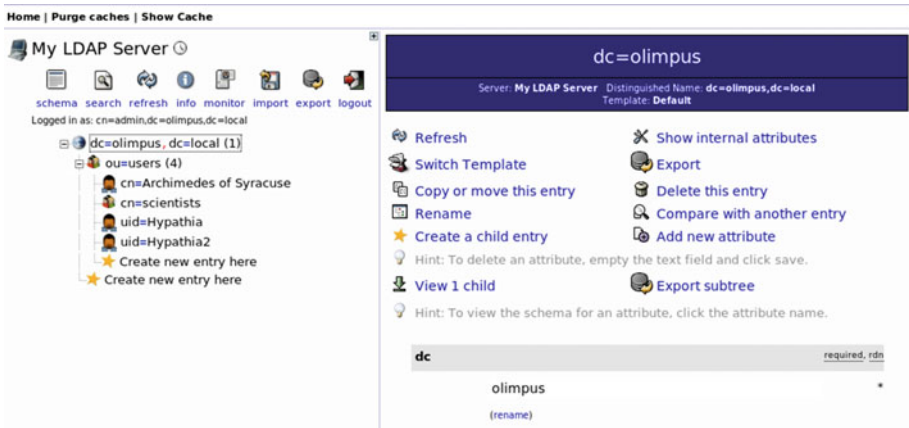 Home | Purge caches | Show Cache
My LDAP Server
schema search refresh info monitor import export logout
Logged in as: cn=admin,dc=olimpus,dc=local
dc=olimpus, dc=local (1)
ou=users (4)
cn=Archimedes of Syracuse
cn=scientists
uid=Hypathia
uid=Hypathia2
Create new entry here
Create new entry here
dc=olimpus
Server: My LDAP Server Distinguished Name: dc=olimpus,dc=local
Template: Default
Refresh
Show internal attributes
Switch Template
Export
Copy or move this entry
Delete this entry
Rename
Compare with another entry
Create a child entry
Add new attribute
Hint: To delete an attribute, empty the text field and click save.
View 1 child
Export subtree
Hint: To view the schema for an attribute, click the attribute name.
dc
required, rdn
olimpus *
(rename)